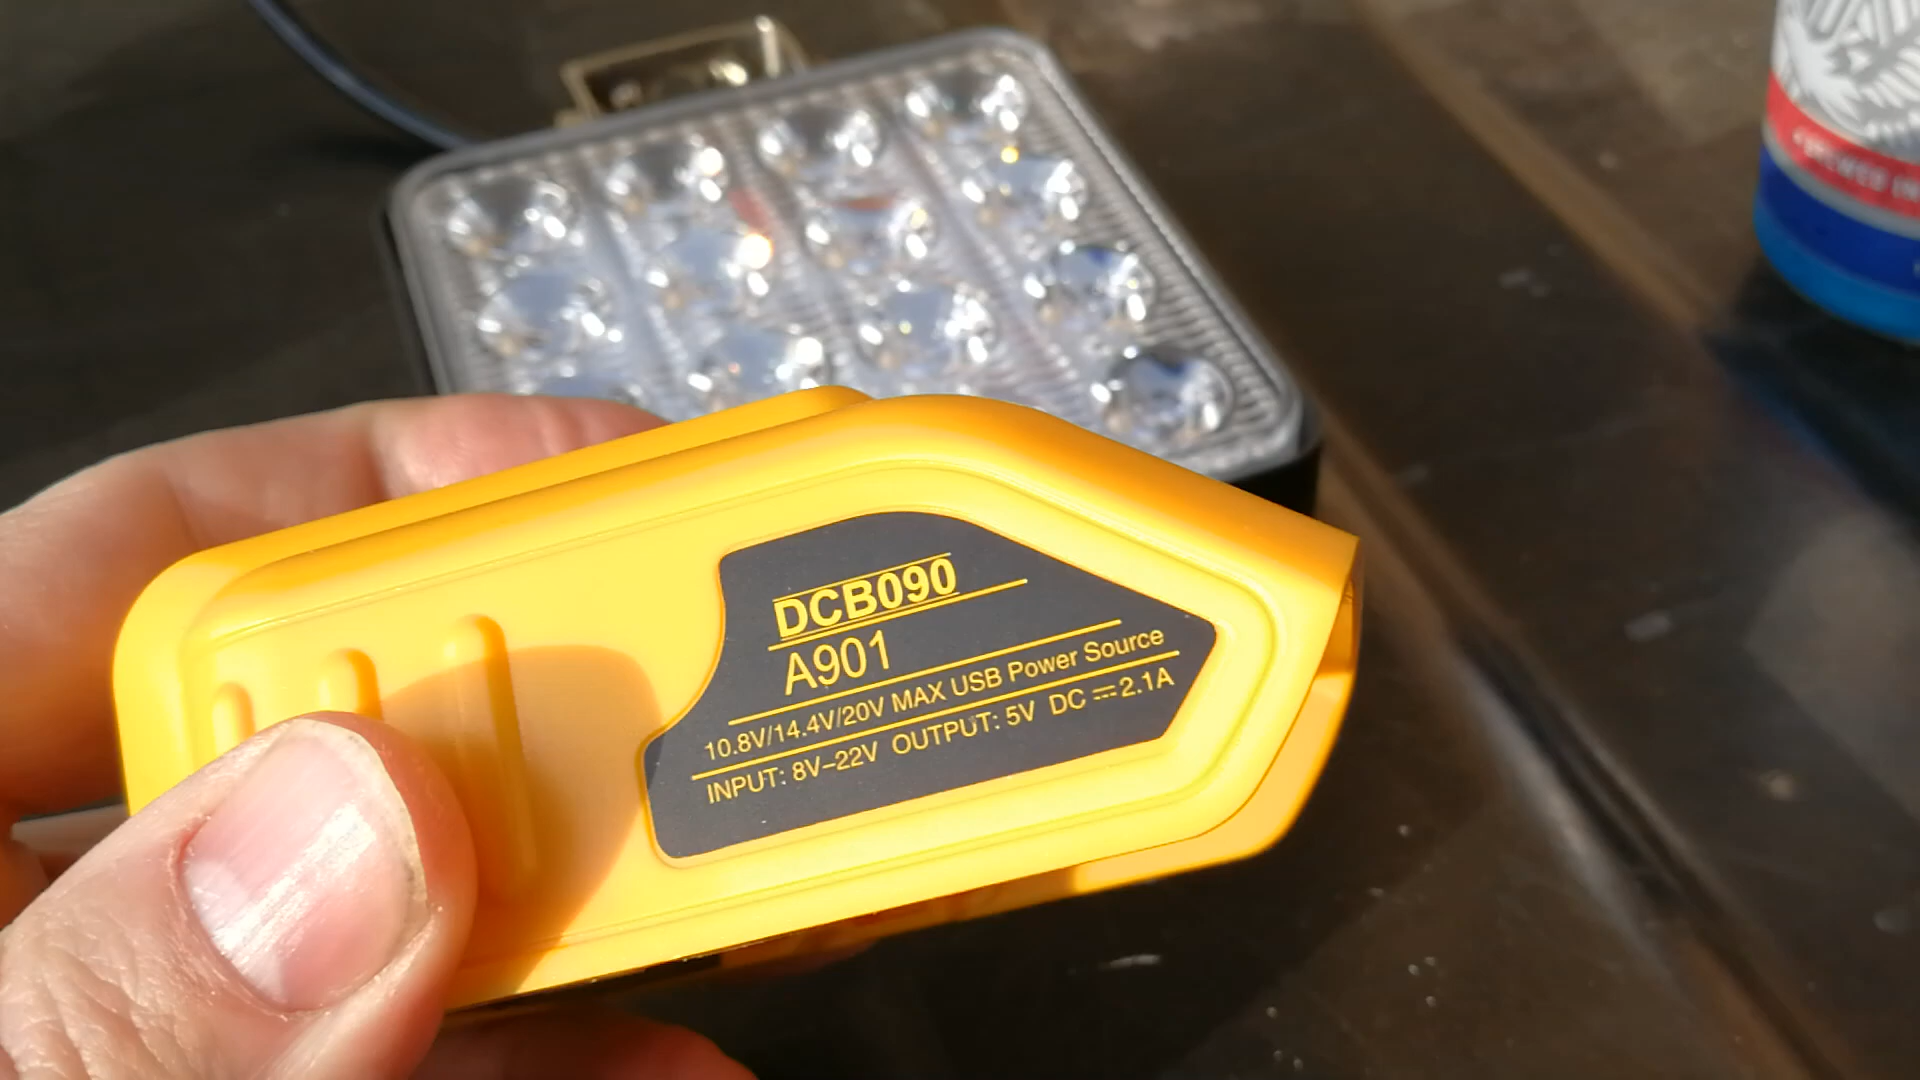 DCB090
A901
10.8V/14.4V/20V MAX USB Power Source
INPUT: 8V–22V OUTPUT: 5V DC ⎓ 2.1A